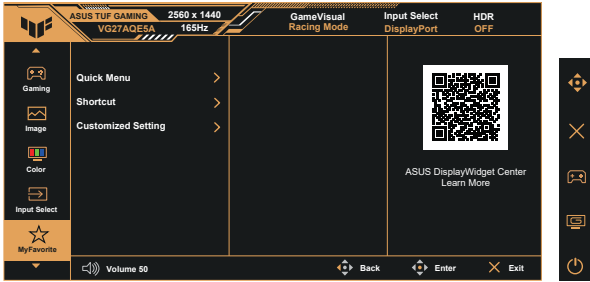 ASUS TUF GAMING 2560 x 1440
VG27AQE5A 165Hz
GameVisual
Racing Mode
Input Select
DisplayPort
HDR
OFF
Gaming
Image
Color
Input Select
MyFavorite
Quick Menu
Shortcut
Customized Setting
ASUS DisplayWidget Center
Learn More
Volume 50
Back
Enter
Exit